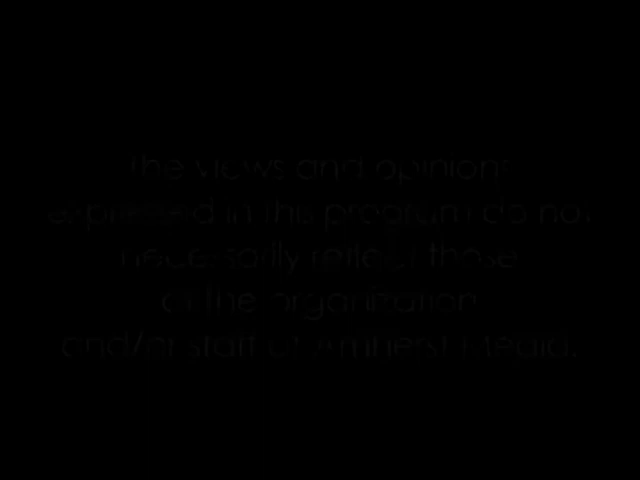 The views and opinions
expressed in this program do not
necessarily reflect those
of the organization
and/or staff of Amherst Media.